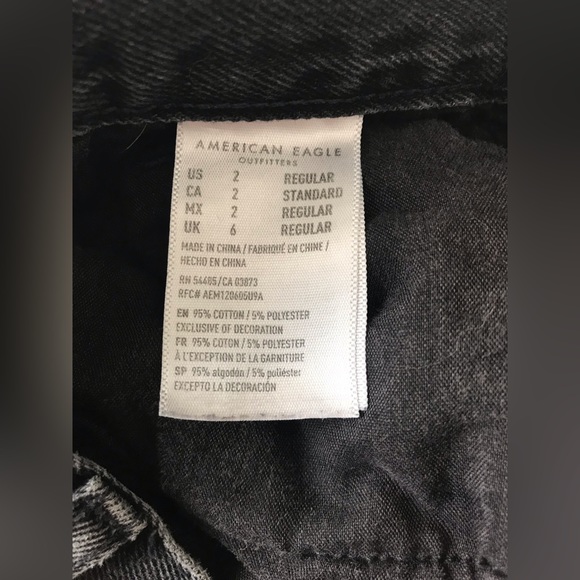 AMERICAN EAGLE
OUTFITTERS
US 2 REGULAR
CA 2 STANDARD
MX 2 REGULAR
UK 6 REGULAR
MADE IN CHINA / FABRIQUÉ EN CHINE /
HECHO EN CHINA
RN 54485/CA 03873
RFC# AEM120605U9A
EN 95% COTTON / 5% POLYESTER
EXCLUSIVE OF DECORATION
FR 95% COTON / 5% POLYESTER
À L'EXCEPTION DE LA GARNITURE
SP 95% algodón / 5% poliéster
EXCEPTO LA DECORACIÓN